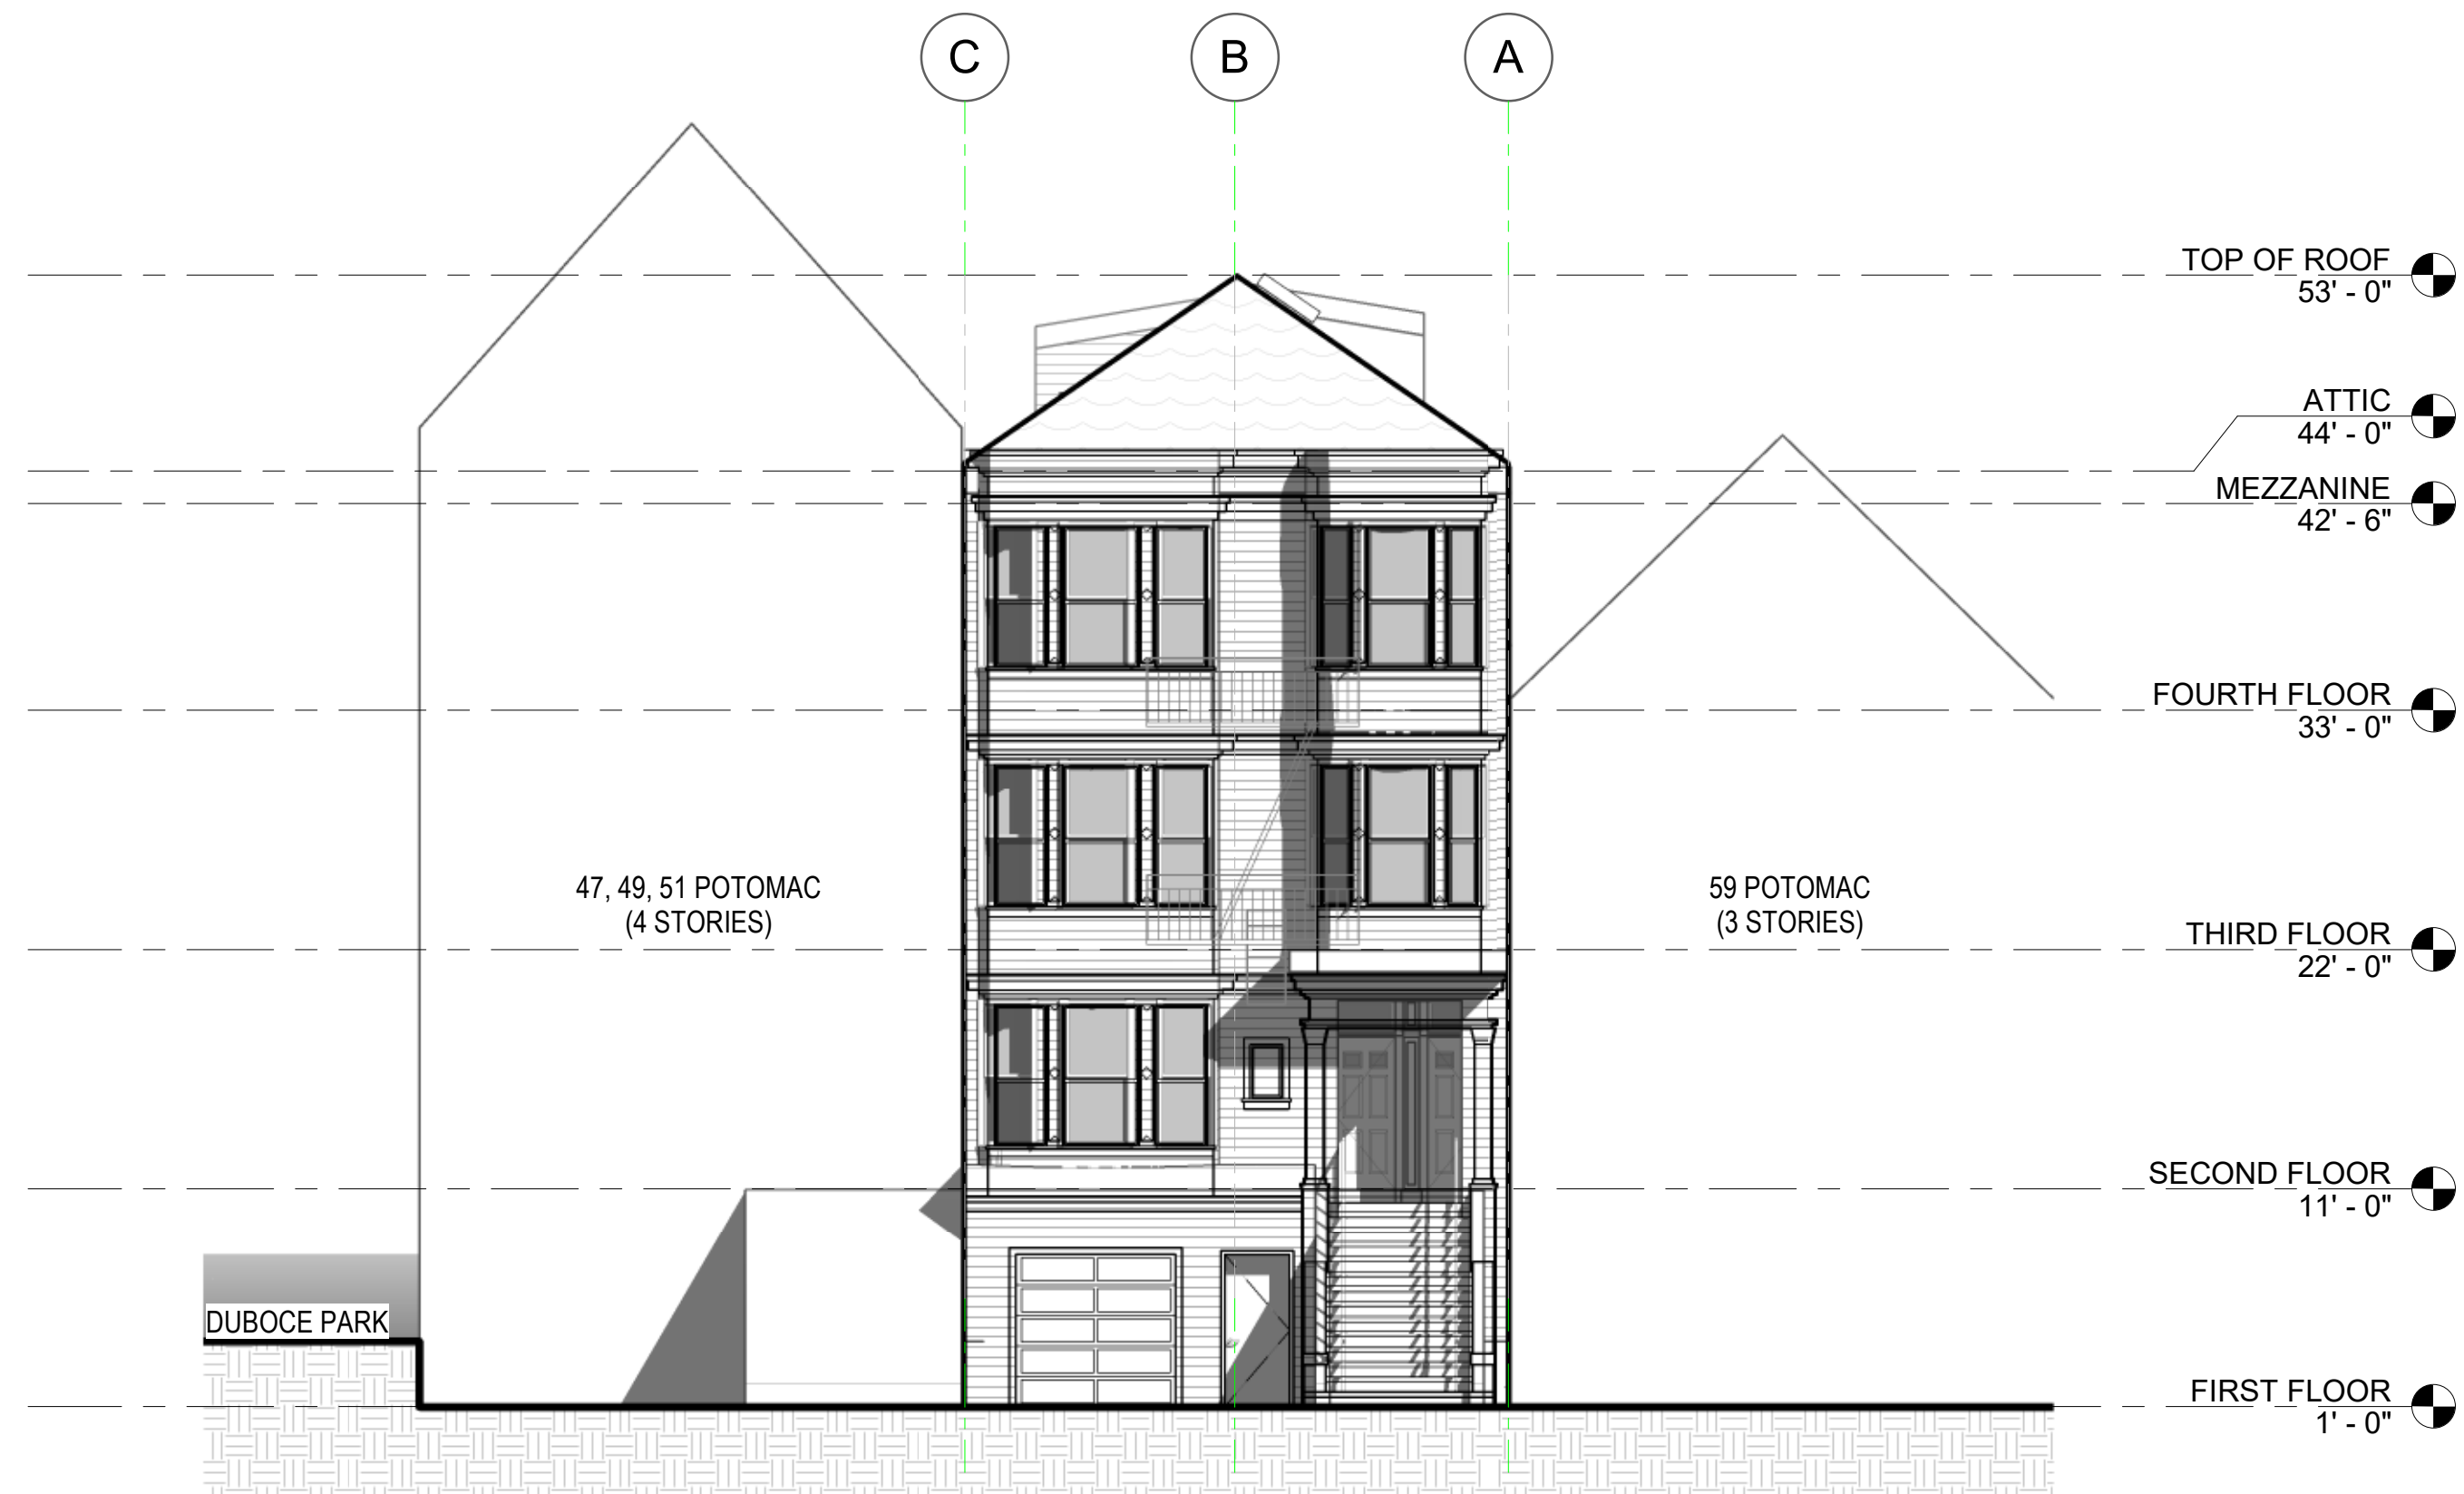 C
B
A
TOP OF ROOF
53' - 0"
ATTIC
44' - 0"
MEZZANINE
42' - 6"
FOURTH FLOOR
33' - 0"
47, 49, 51 POTOMAC
(4 STORIES)
59 POTOMAC
(3 STORIES)
THIRD FLOOR
22' - 0"
SECOND FLOOR
11' - 0"
DUBOCE PARK
FIRST FLOOR
1' - 0"